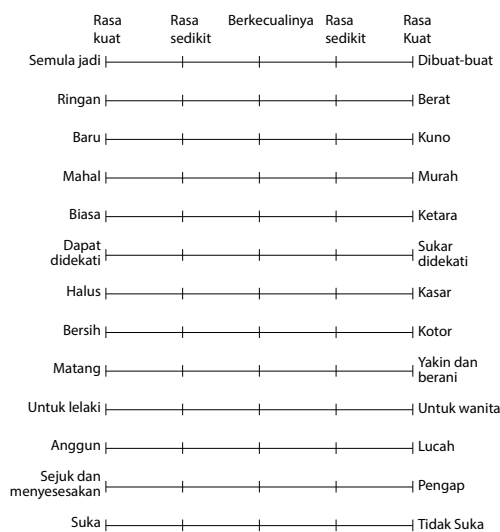 Rasa kuat
Rasa sedikit
Berkecualinya
Rasa sedikit
Rasa Kuat
Semula jadi
Dibuat-buat
Ringan
Berat
Baru
Kuno
Mahal
Murah
Biasa
Ketara
Dapat didekati
Sukar didekati
Halus
Kasar
Bersih
Kotor
Matang
Yakin dan berani
Untuk lelaki
Untuk wanita
Anggun
Lucah
Sejuk dan menyesesakan
Pengap
Suka
Tidak Suka